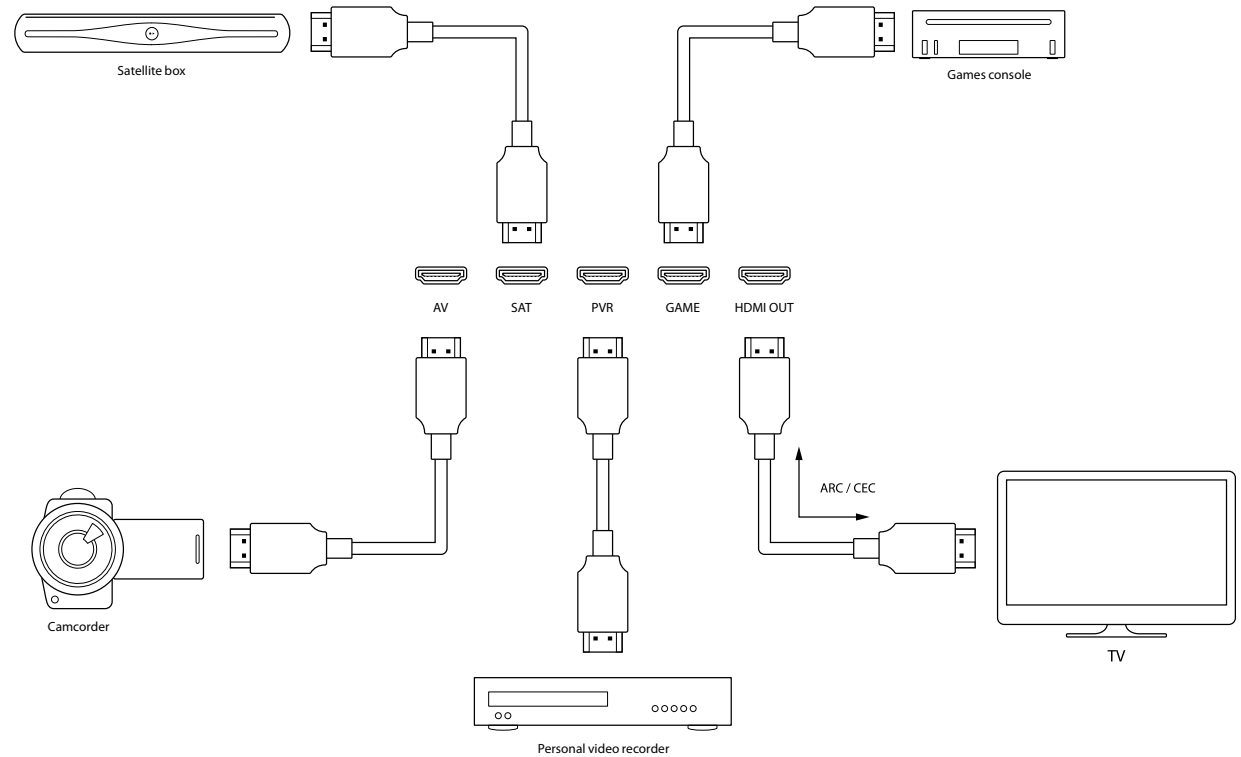 Satellite box
Games console
AV
SAT
PVR
GAME
HDMI OUT
ARC / CEC
Camcorder
TV
Personal video recorder